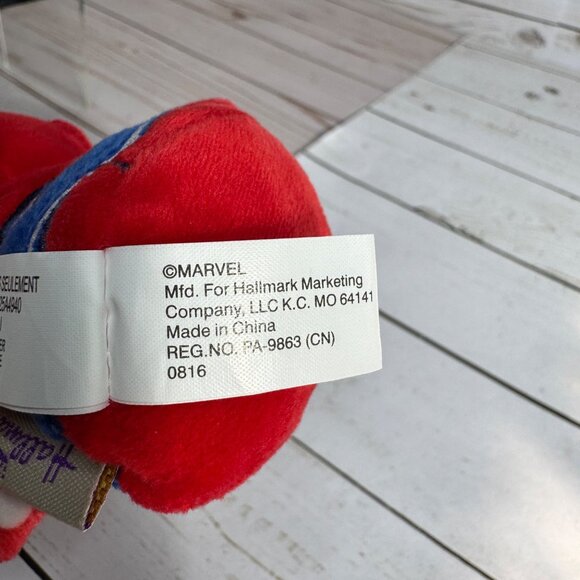 SEULEMENT
©MARVEL
Mfd. For Hallmark Marketing
Company, LLC K.C. MO 64141
Made in China
REG.NO. PA-9863 (CN)
0816